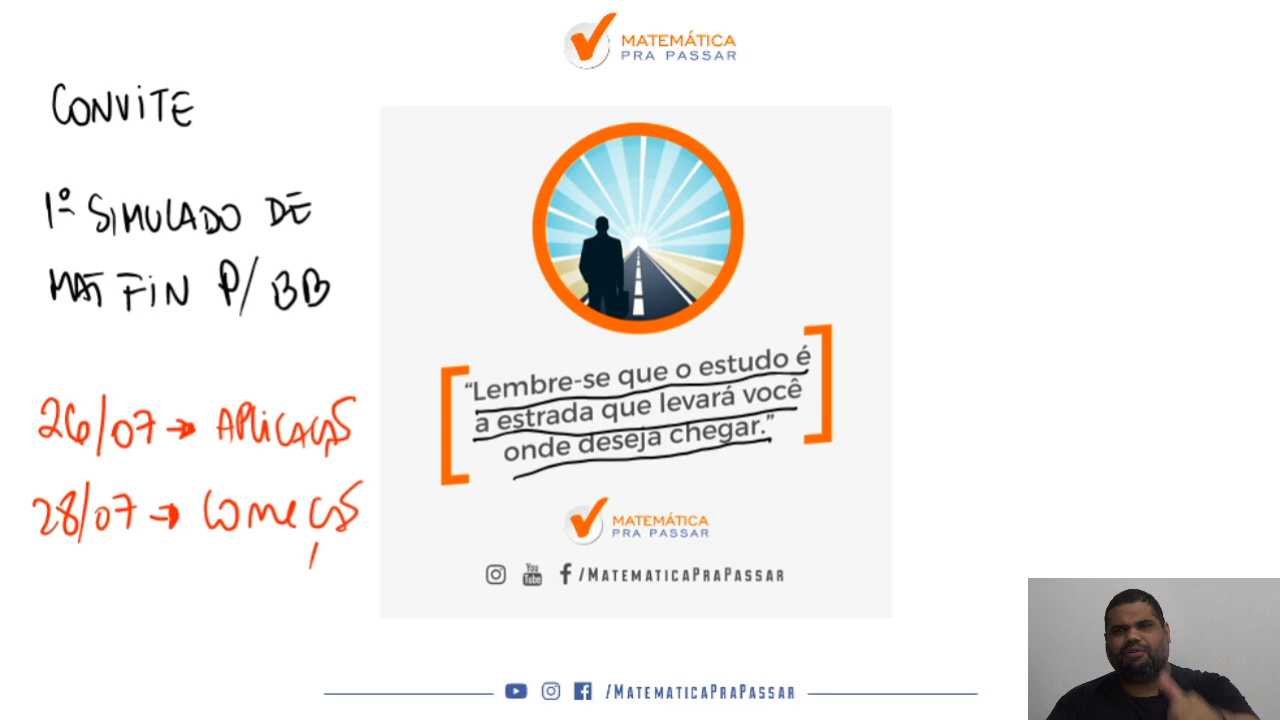 MATEMÁTICA
PRA PASSAR
CONVITE
1º SIMULADO DE
MAT FIN P/ BB
26/07 → APLICAÇÃO
28/07 →
"Lembre-se que o estudo é
a estrada que levará você
onde deseja chegar."
MATEMÁTICA
PRA PASSAR
You
Tube
/MATEMATICAPRAPASSAR
/MATEMATICAPRAPASSAR